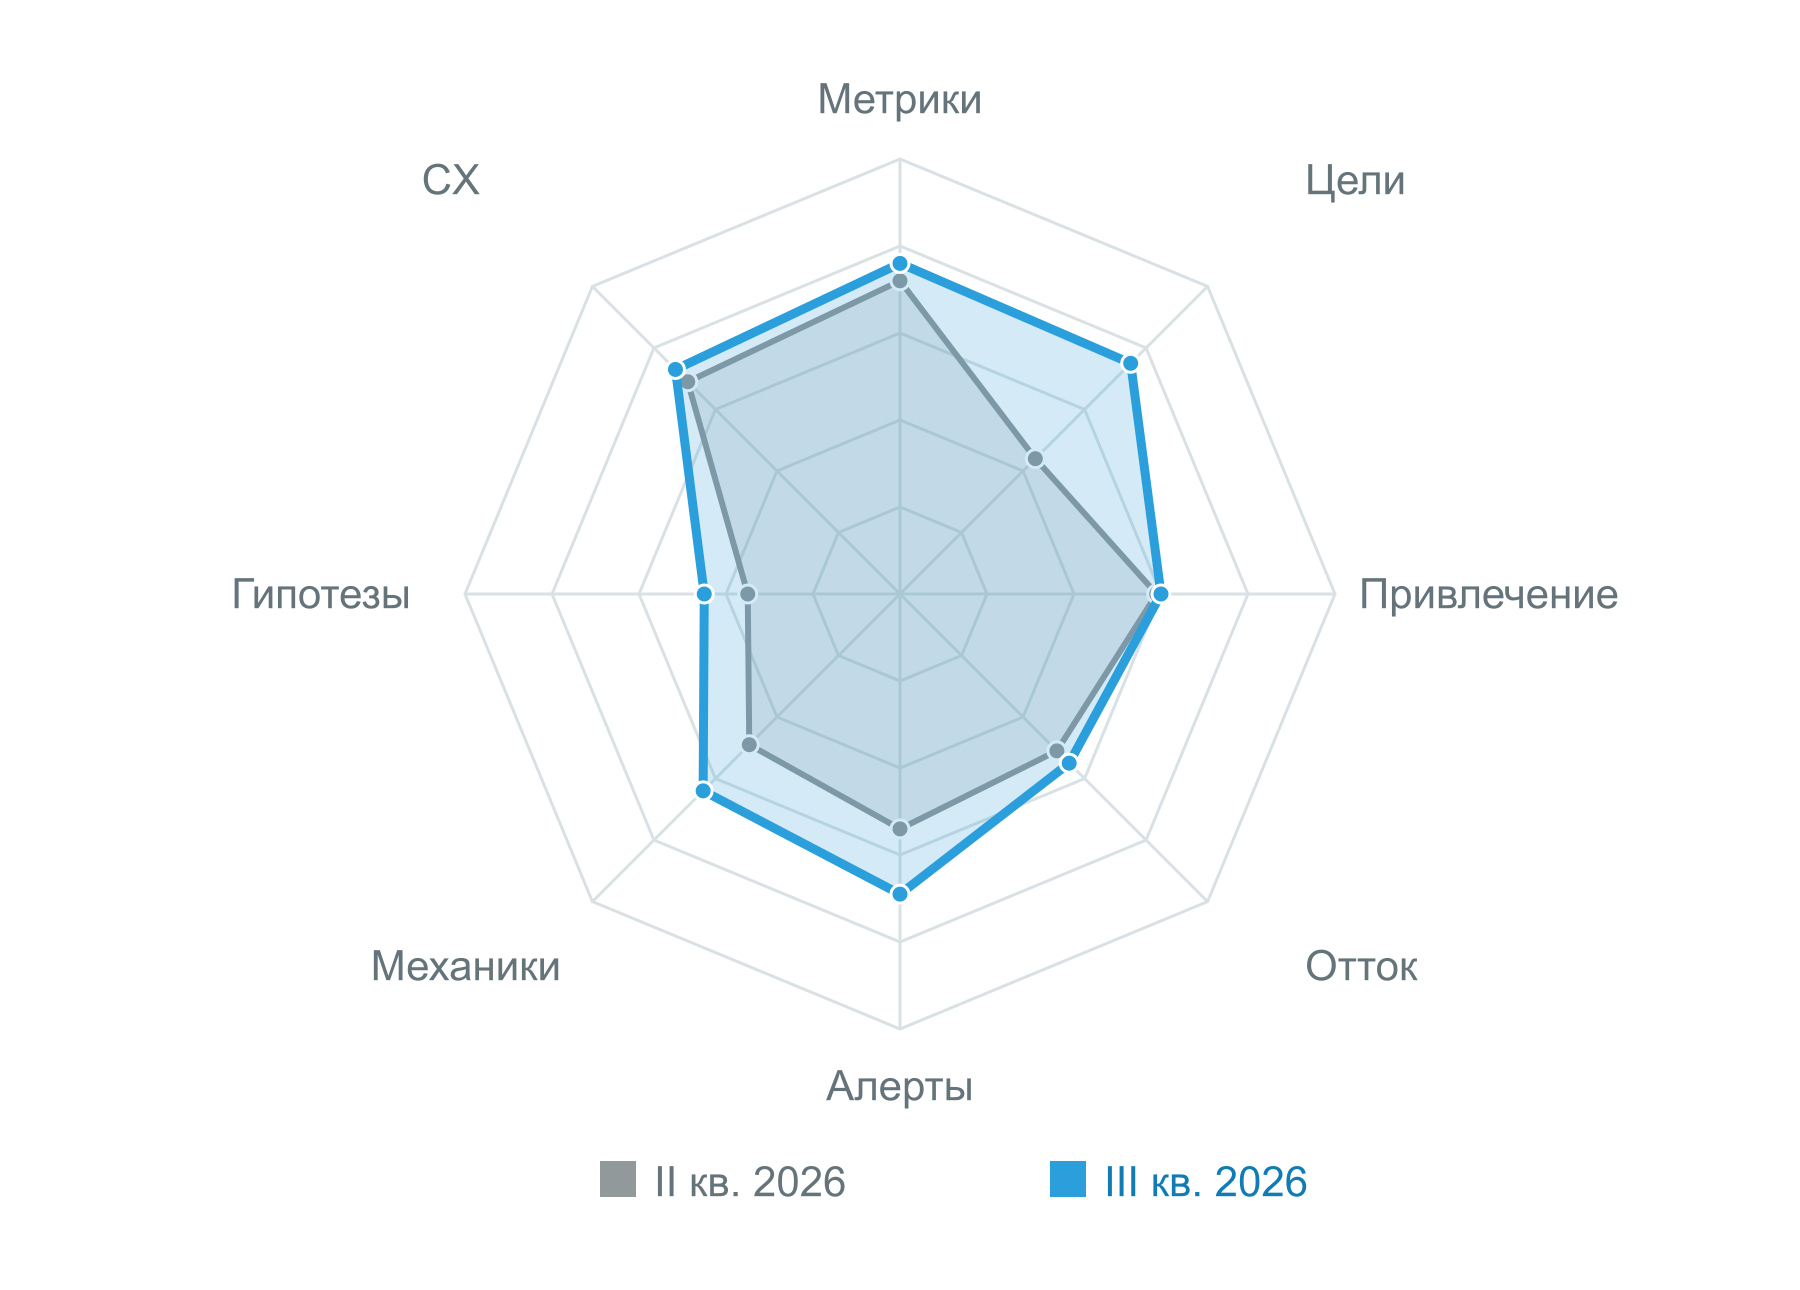 Метрики
CX
Цели
Гипотезы
Привлечение
Механики
Отток
Алерты
II кв. 2026
III кв. 2026